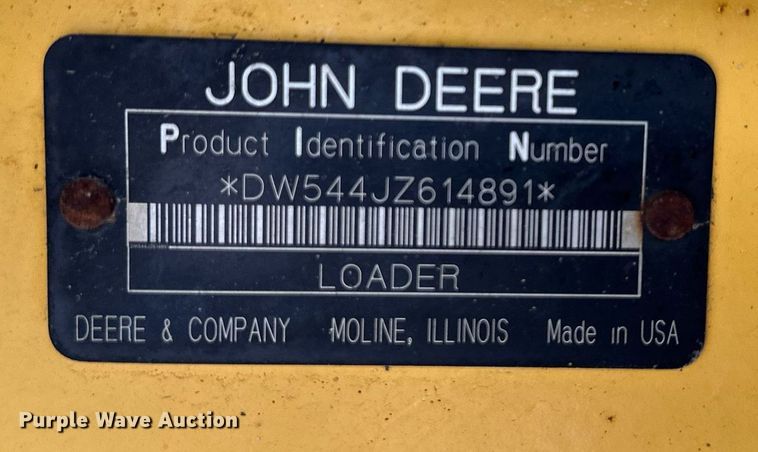 JOHN DEERE
Product Identification Number
*DW544JZ614891*
LOADER
DEERE & COMPANY MOLINE, ILLINOIS Made in USA
Purple Wave Auction